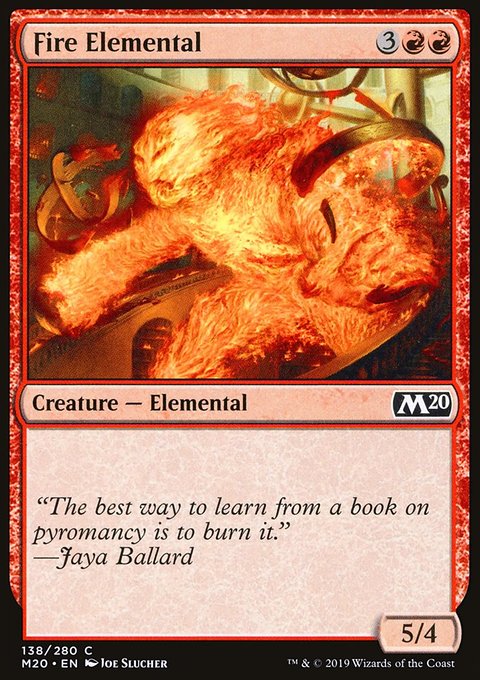 Fire Elemental 3
Creature — Elemental M20
“The best way to learn from a book on
pyromancy is to burn it.”
—Jaya Ballard
5/4
138/280 C
M20 • EN Joe Slucher ™ & © 2019 Wizards of the Coast